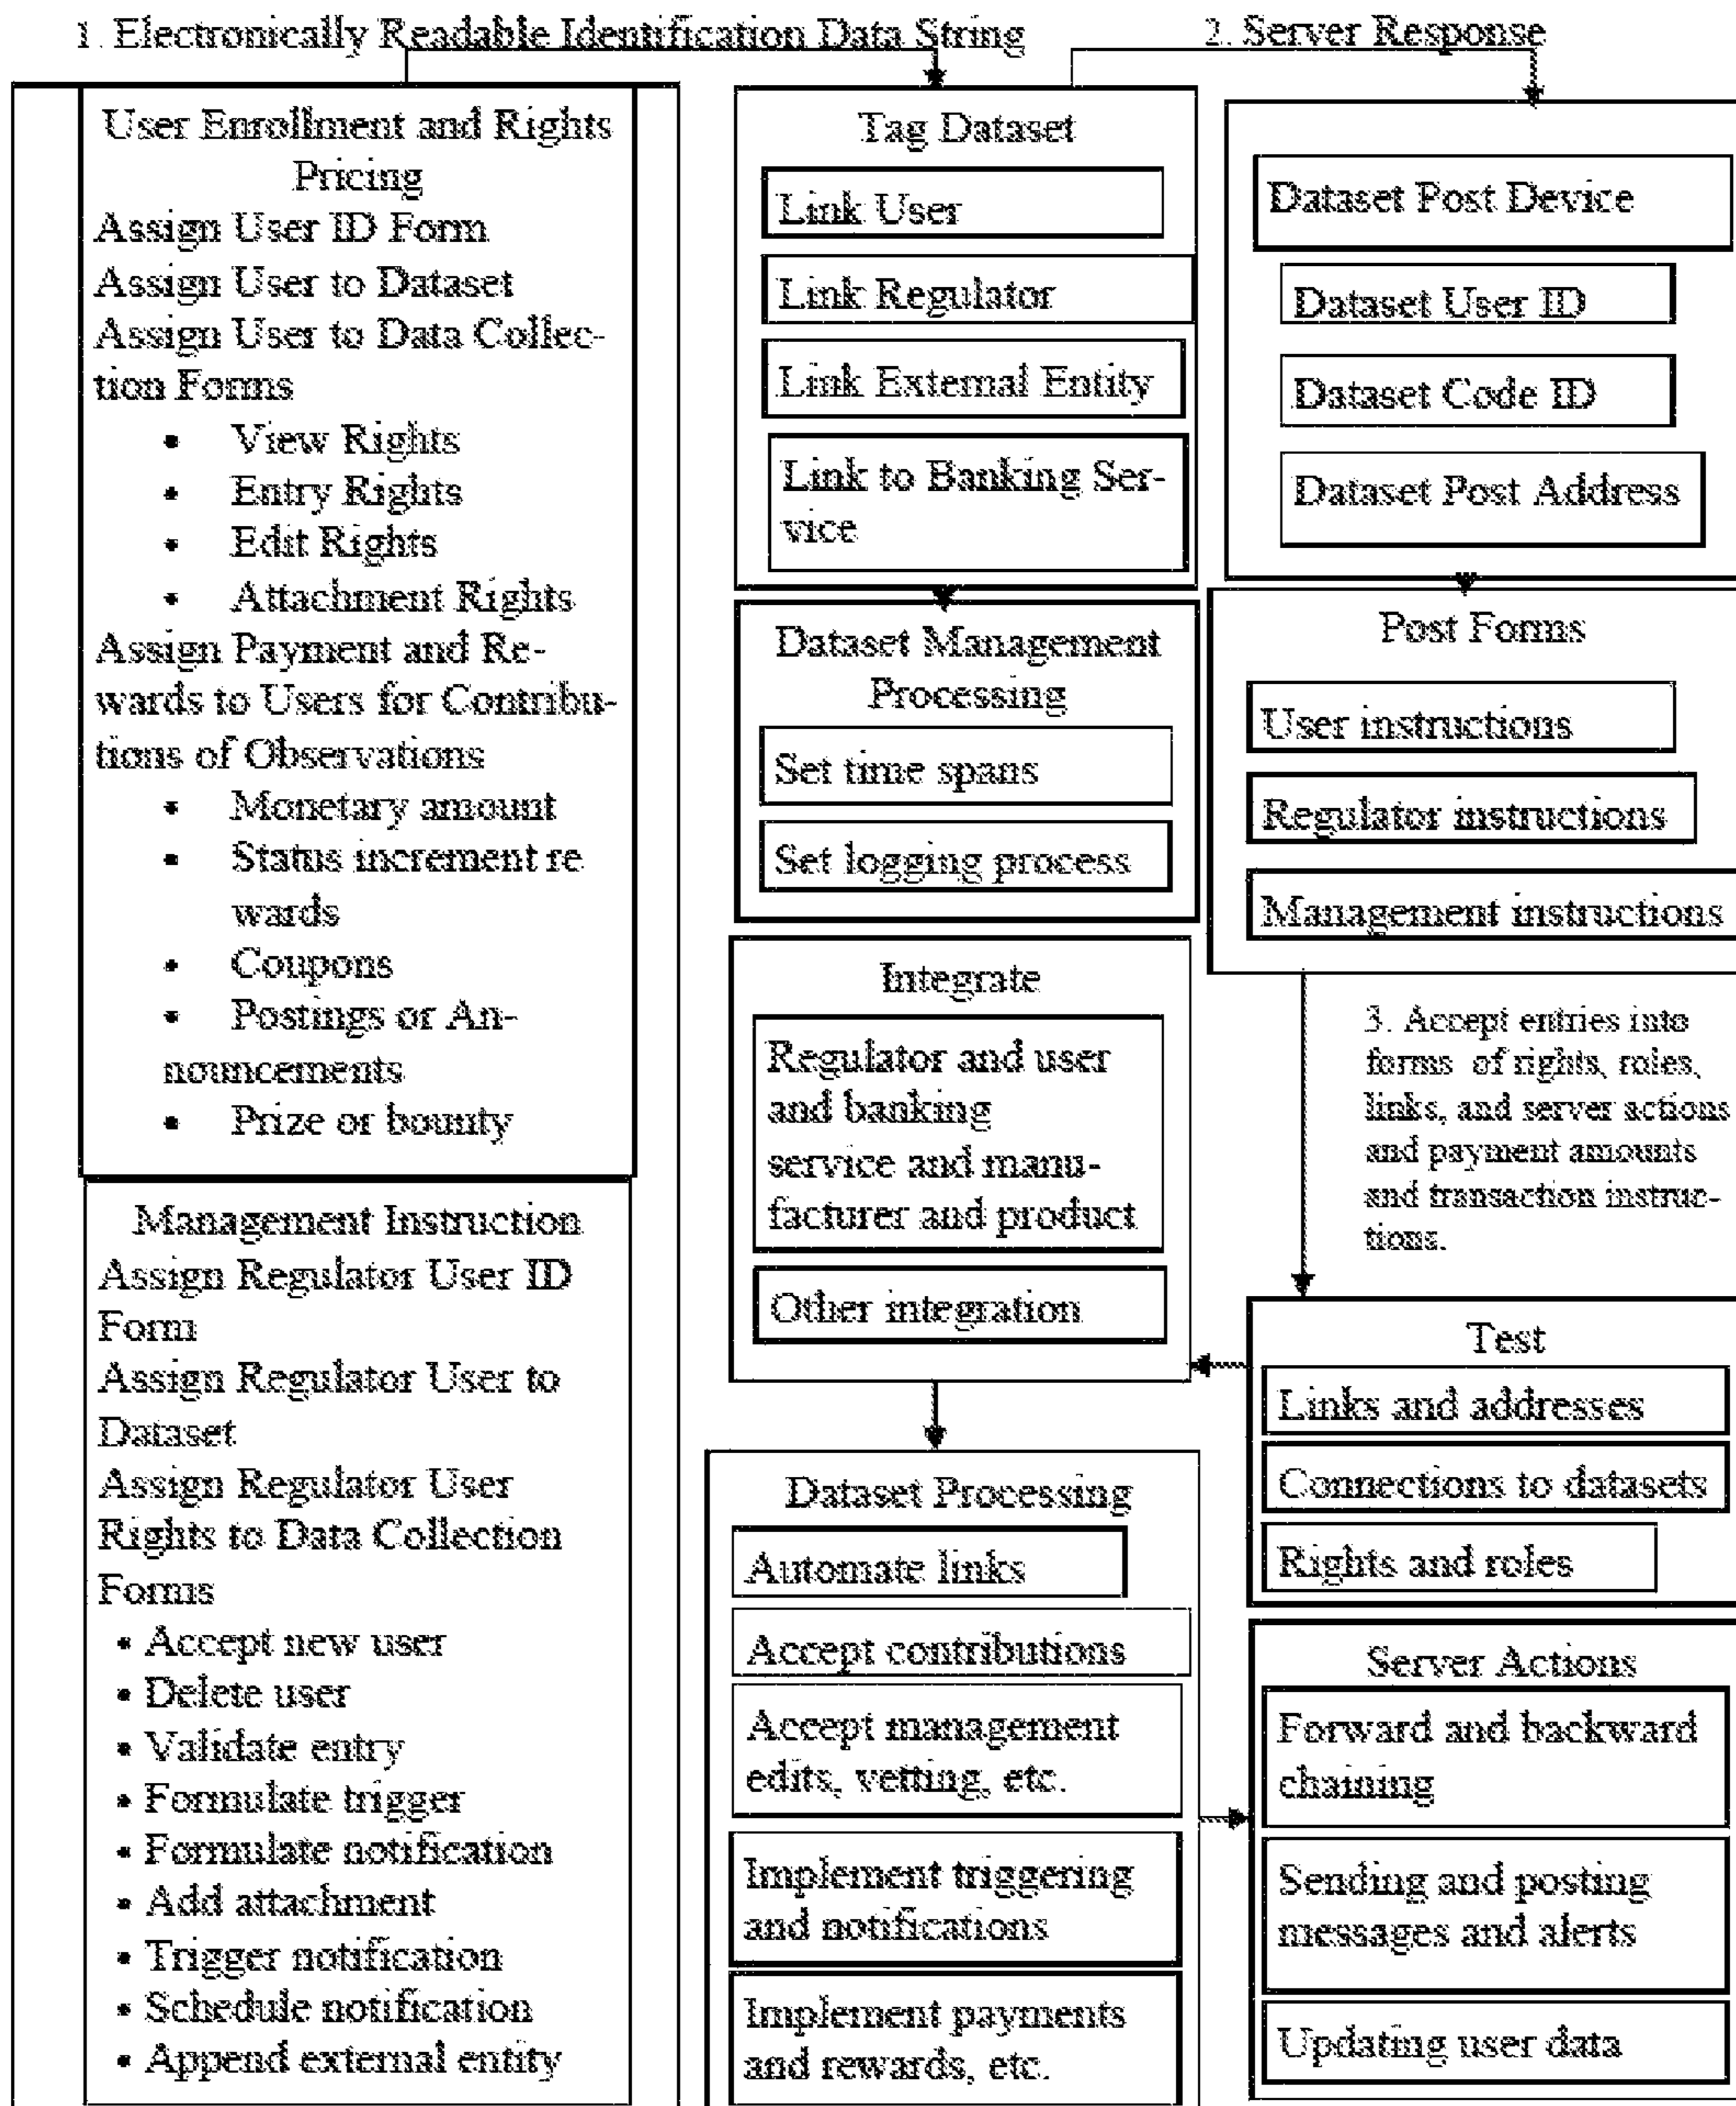 1. Electronically Readable Identification Data String
2. Server Response
User Enrollment and Rights
Pricing
Assign User ID Form
Assign User to Dataset
Assign User to Data Collec-
tion Forms
• View Rights
• Entry Rights
• Edit Rights
• Attachment Rights
Assign Payment and Re-
wards to Users for Contribu-
tions of Observations
• Monetary amount
• Status increment re
wards
• Coupons
• Postings or An-
nouncements
• Prize or bounty
Management Instruction
Assign Regulator User ID
Form
Assign Regulator User to
Dataset
Assign Regulator User
Rights to Data Collection
Forms
• Accept new user
• Delete user
• Validate entry
• Formulate trigger
• Formulate notification
• Add attachment
• Trigger notification
• Schedule notification
• Append external entity
Tag Dataset
Link User
Link Regulator
Link External Entity
Link to Banking Ser-
vice
Dataset Management
Processing
Set time spans
Set logging process
Integrate
Regulator and user
and banking
service and manu-
facturer and product
Other integration
Dataset Processing
Automate links
Accept contributions
Accept management
edits, vetting, etc.
Implement triggering
and notifications
Implement payments
and rewards, etc.
Dataset Post Device
Dataset User ID
Dataset Code ID
Dataset Post Address
Post Forms
User instructions
Regulator instructions
Management instructions
3. Accept entries into
forms of rights, roles,
links, and server actions
and payment amounts
and transaction instruc-
tions.
Test
Links and addresses
Connections to datasets
Rights and roles
Server Actions
Forward and backward
chaining
Sending and posting
messages and alerts
Updating user data